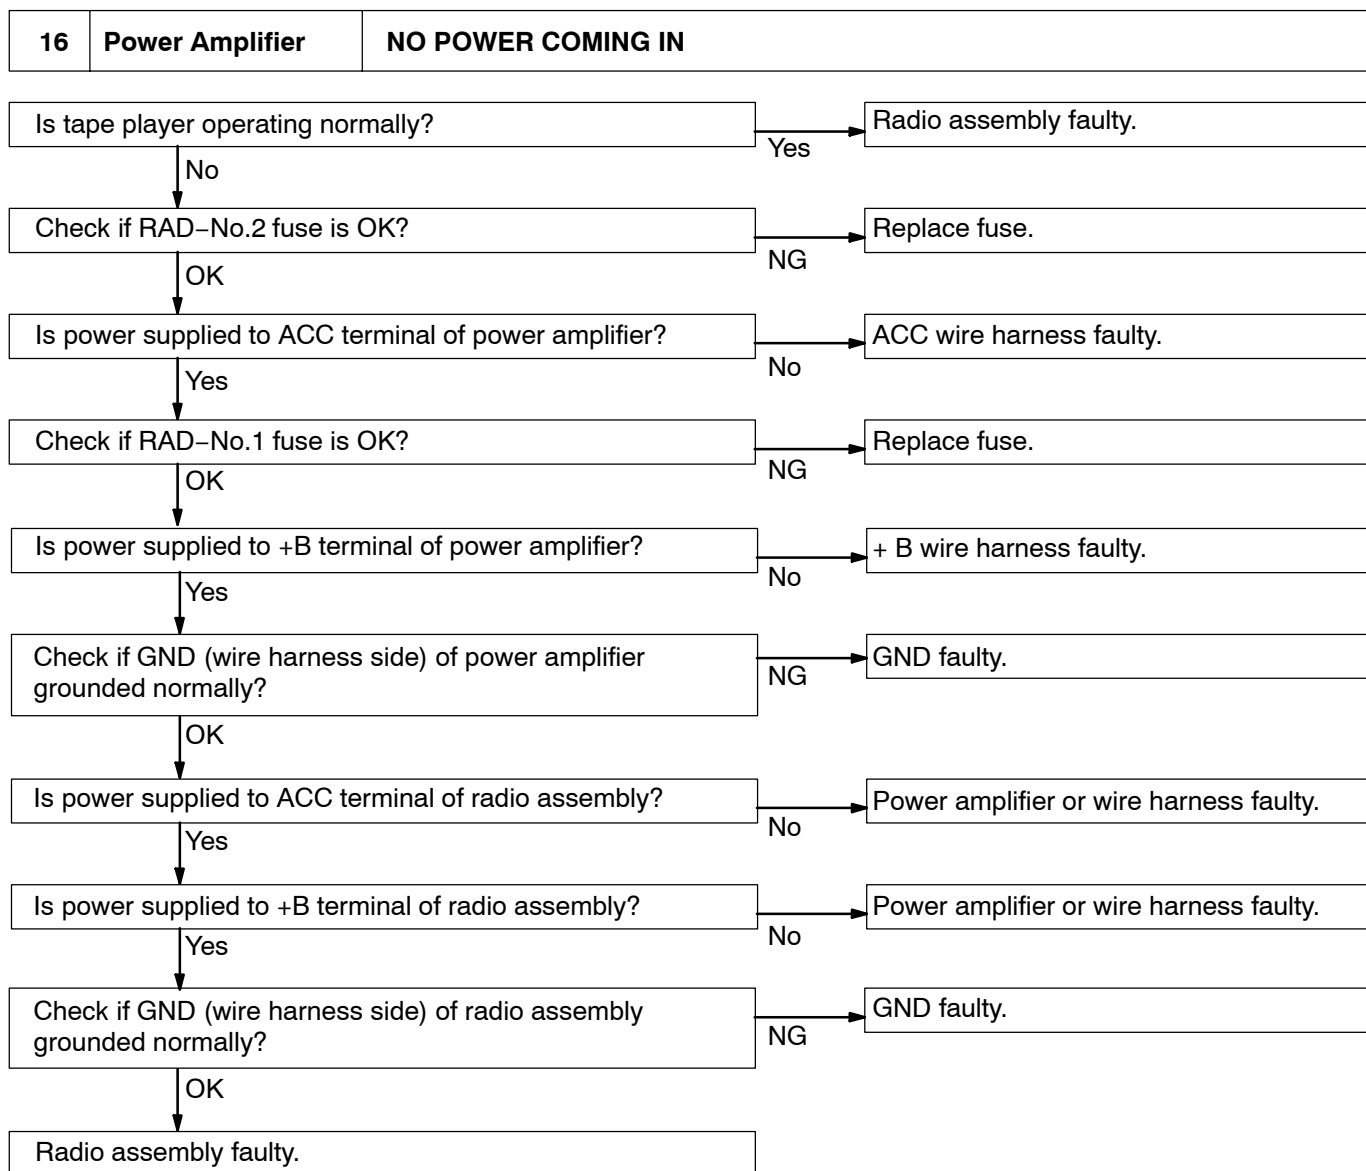 16 Power Amplifier NO POWER COMING IN
Is tape player operating normally?
Yes
Radio assembly faulty.
No
Check if RAD−No.2 fuse is OK?
NG
Replace fuse.
OK
Is power supplied to ACC terminal of power amplifier?
No
ACC wire harness faulty.
Yes
Check if RAD−No.1 fuse is OK?
NG
Replace fuse.
OK
Is power supplied to +B terminal of power amplifier?
No
+ B wire harness faulty.
Yes
Check if GND (wire harness side) of power amplifier
grounded normally?
NG
GND faulty.
OK
Is power supplied to ACC terminal of radio assembly?
No
Power amplifier or wire harness faulty.
Yes
Is power supplied to +B terminal of radio assembly?
No
Power amplifier or wire harness faulty.
Yes
Check if GND (wire harness side) of radio assembly
grounded normally?
NG
GND faulty.
OK
Radio assembly faulty.